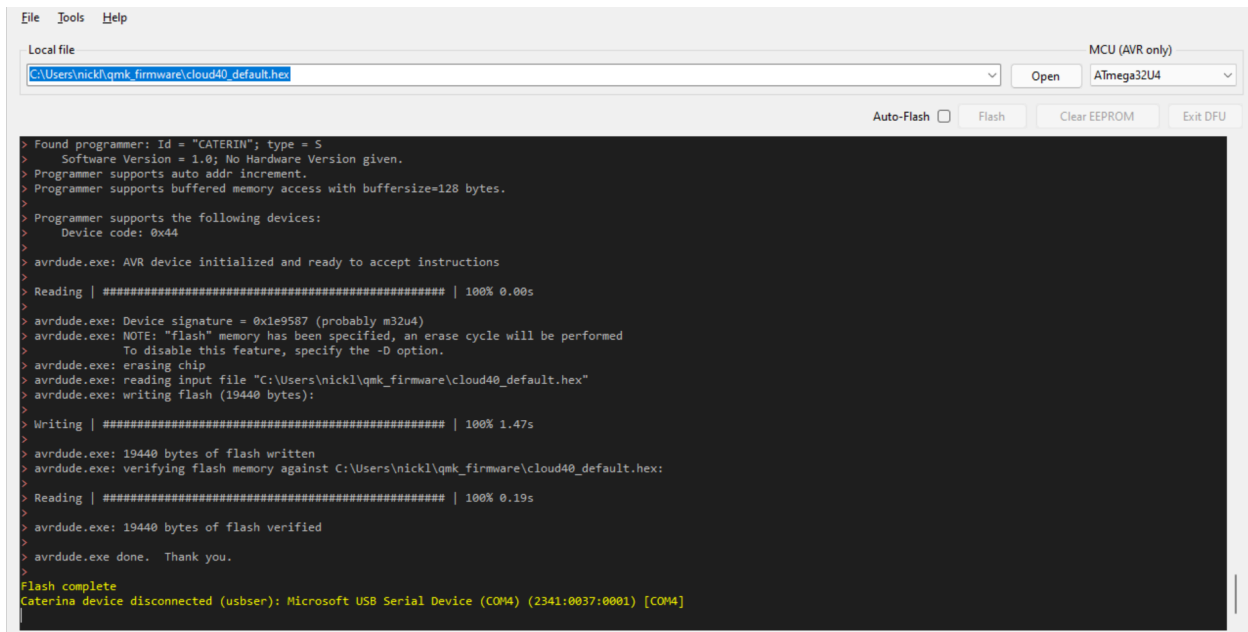 File Tools Help
Local file
MCU (AVR only)
C:\Users\nickl\qmk_firmware\cloud40_default.hex
Open
ATmega32U4
Auto-Flash
Flash
Clear EEPROM
Exit DFU
> Found programmer: Id = "CATERIN"; type = S
>     Software Version = 1.0; No Hardware Version given.
> Programmer supports auto addr increment.
> Programmer supports buffered memory access with buffersize=128 bytes.
>
> Programmer supports the following devices:
>     Device code: 0x44
>
> avrdude.exe: AVR device initialized and ready to accept instructions
>
> Reading | ################################################## | 100% 0.00s
>
> avrdude.exe: Device signature = 0x1e9587 (probably m32u4)
> avrdude.exe: NOTE: "flash" memory has been specified, an erase cycle will be performed
>              To disable this feature, specify the -D option.
> avrdude.exe: erasing chip
> avrdude.exe: reading input file "C:\Users\nickl\qmk_firmware\cloud40_default.hex"
> avrdude.exe: writing flash (19440 bytes):
>
> Writing | ################################################## | 100% 1.47s
>
> avrdude.exe: 19440 bytes of flash written
> avrdude.exe: verifying flash memory against C:\Users\nickl\qmk_firmware\cloud40_default.hex:
>
> Reading | ################################################## | 100% 0.19s
>
> avrdude.exe: 19440 bytes of flash verified
>
> avrdude.exe done.  Thank you.
>
Flash complete
Caterina device disconnected (usbser): Microsoft USB Serial Device (COM4) (2341:0037:0001) [COM4]